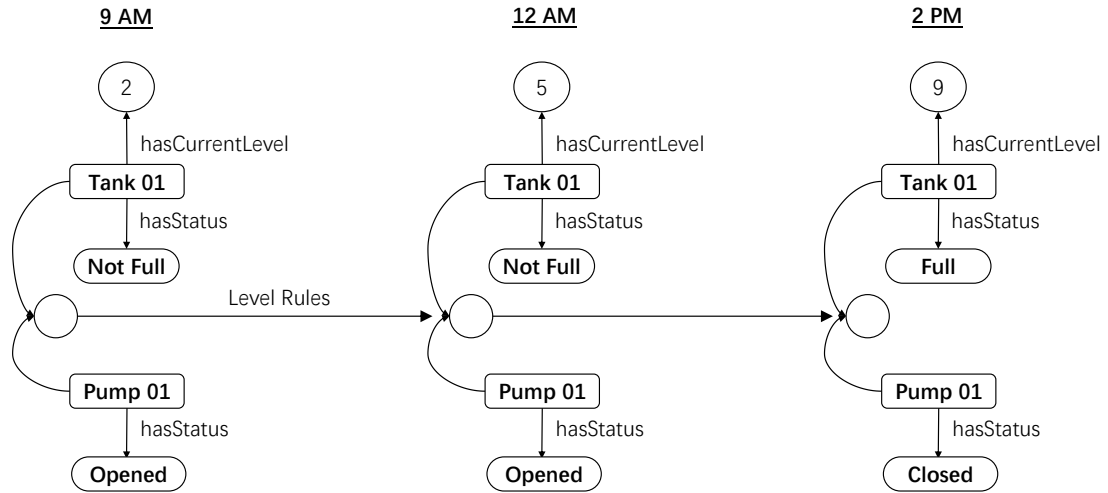 9 AM
12 AM
2 PM
2
5
9
hasCurrentLevel
hasCurrentLevel
hasCurrentLevel
Tank 01
Tank 01
Tank 01
hasStatus
hasStatus
hasStatus
Not Full
Not Full
Full
Level Rules
Pump 01
Pump 01
Pump 01
hasStatus
hasStatus
hasStatus
Opened
Opened
Closed